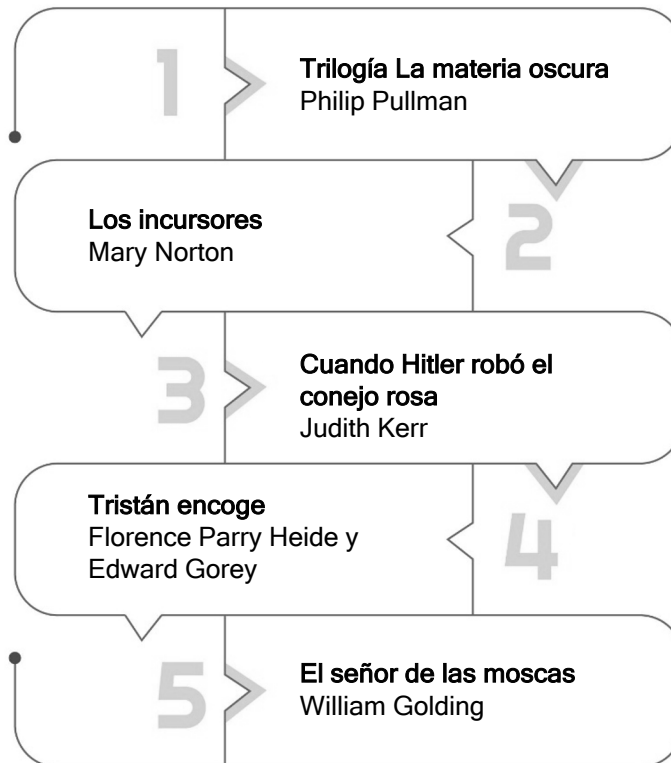 1
Trilogía La materia oscura
Philip Pullman
Los incursores
Mary Norton
2
3
Cuando Hitler robó el
conejo rosa
Judith Kerr
Tristán encoge
Florence Parry Heide y
Edward Gorey
4
5
El señor de las moscas
William Golding